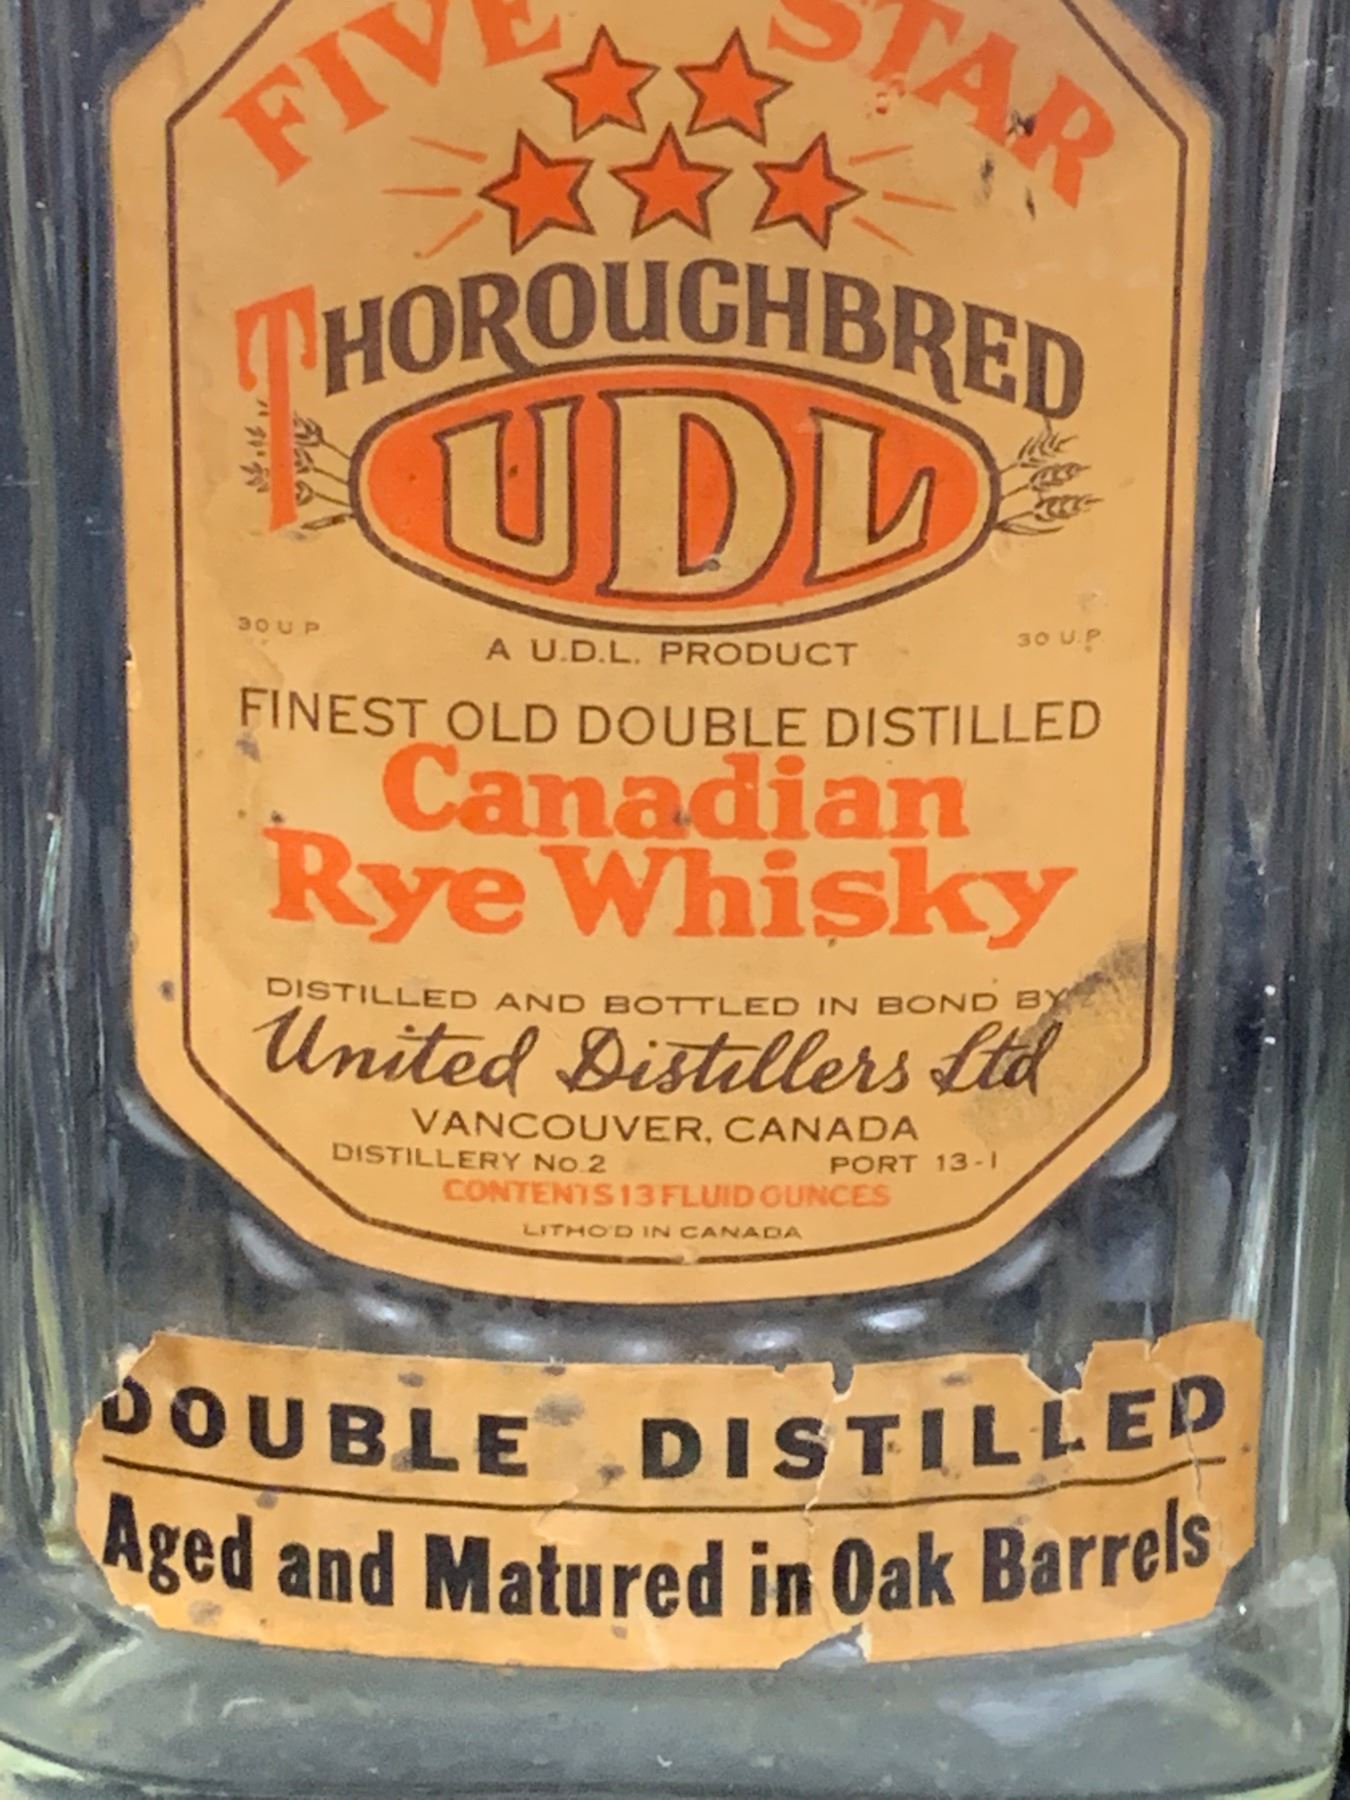 FIVE STAR
THOROUGHBRED
UDL
30 U P 30 U.P.
A U.D.L. PRODUCT
FINEST OLD DOUBLE DISTILLED
Canadian
Rye Whisky
DISTILLED AND BOTTLED IN BOND BY
United Distillers Ltd
VANCOUVER, CANADA
DISTILLERY No. 2 PORT 13-1
CONTENTS 13 FLUID OUNCES
LITHO'D IN CANADA
DOUBLE DISTILLED
Aged and Matured in Oak Barrels